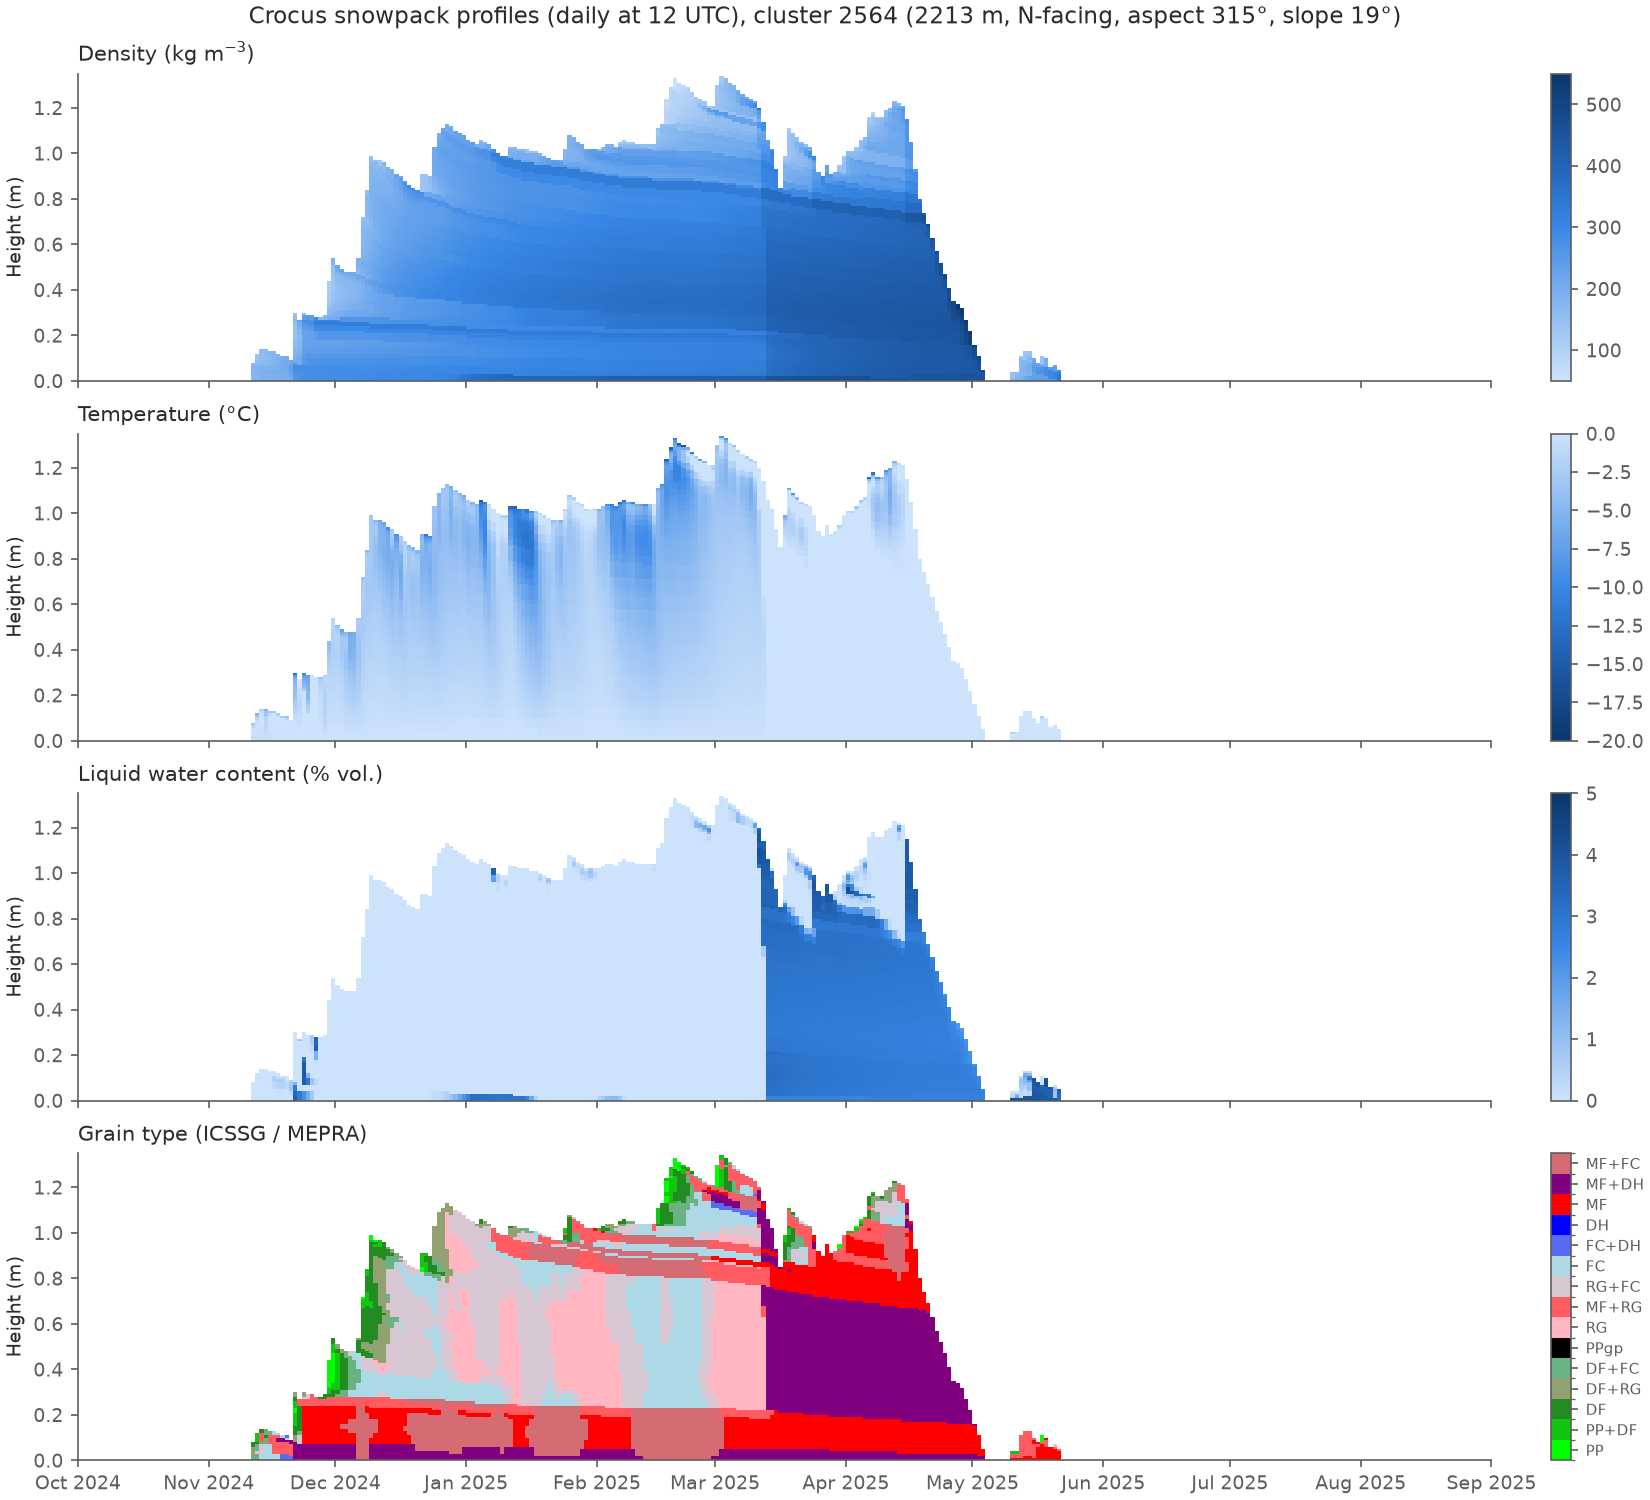 Crocus snowpack profiles (daily at 12 UTC), cluster 2564 (2213 m, N-facing, aspect 315°, slope 19°)
Density (kg m⁻³)
Height (m)
1.2
1.0
0.8
0.6
0.4
0.2
0.0
500
400
300
200
100
Temperature (°C)
Height (m)
1.2
1.0
0.8
0.6
0.4
0.2
0.0
0.0
−2.5
−5.0
−7.5
−10.0
−12.5
−15.0
−17.5
−20.0
Liquid water content (% vol.)
Height (m)
1.2
1.0
0.8
0.6
0.4
0.2
0.0
5
4
3
2
1
0
Grain type (ICSSG / MEPRA)
Height (m)
1.2
1.0
0.8
0.6
0.4
0.2
0.0
MF+FC
MF+DH
MF
DH
FC+DH
FC
RG+FC
MF+RG
RG
PPgp
DF+FC
DF+RG
DF
PP+DF
PP
Oct 2024 Nov 2024 Dec 2024 Jan 2025 Feb 2025 Mar 2025 Apr 2025 May 2025 Jun 2025 Jul 2025 Aug 2025 Sep 2025